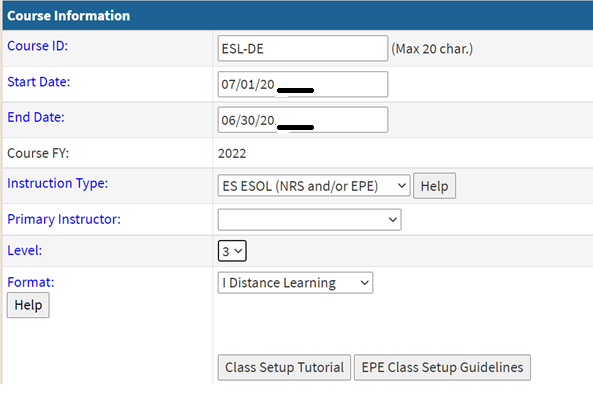 Course Information
Course ID: ESL-DE (Max 20 char.)
Start Date: 07/01/20
End Date: 06/30/20
Course FY: 2022
Instruction Type: ES ESOL (NRS and/or EPE) Help
Primary Instructor:
Level: 3
Format: I Distance Learning
Help
Class Setup Tutorial EPE Class Setup Guidelines